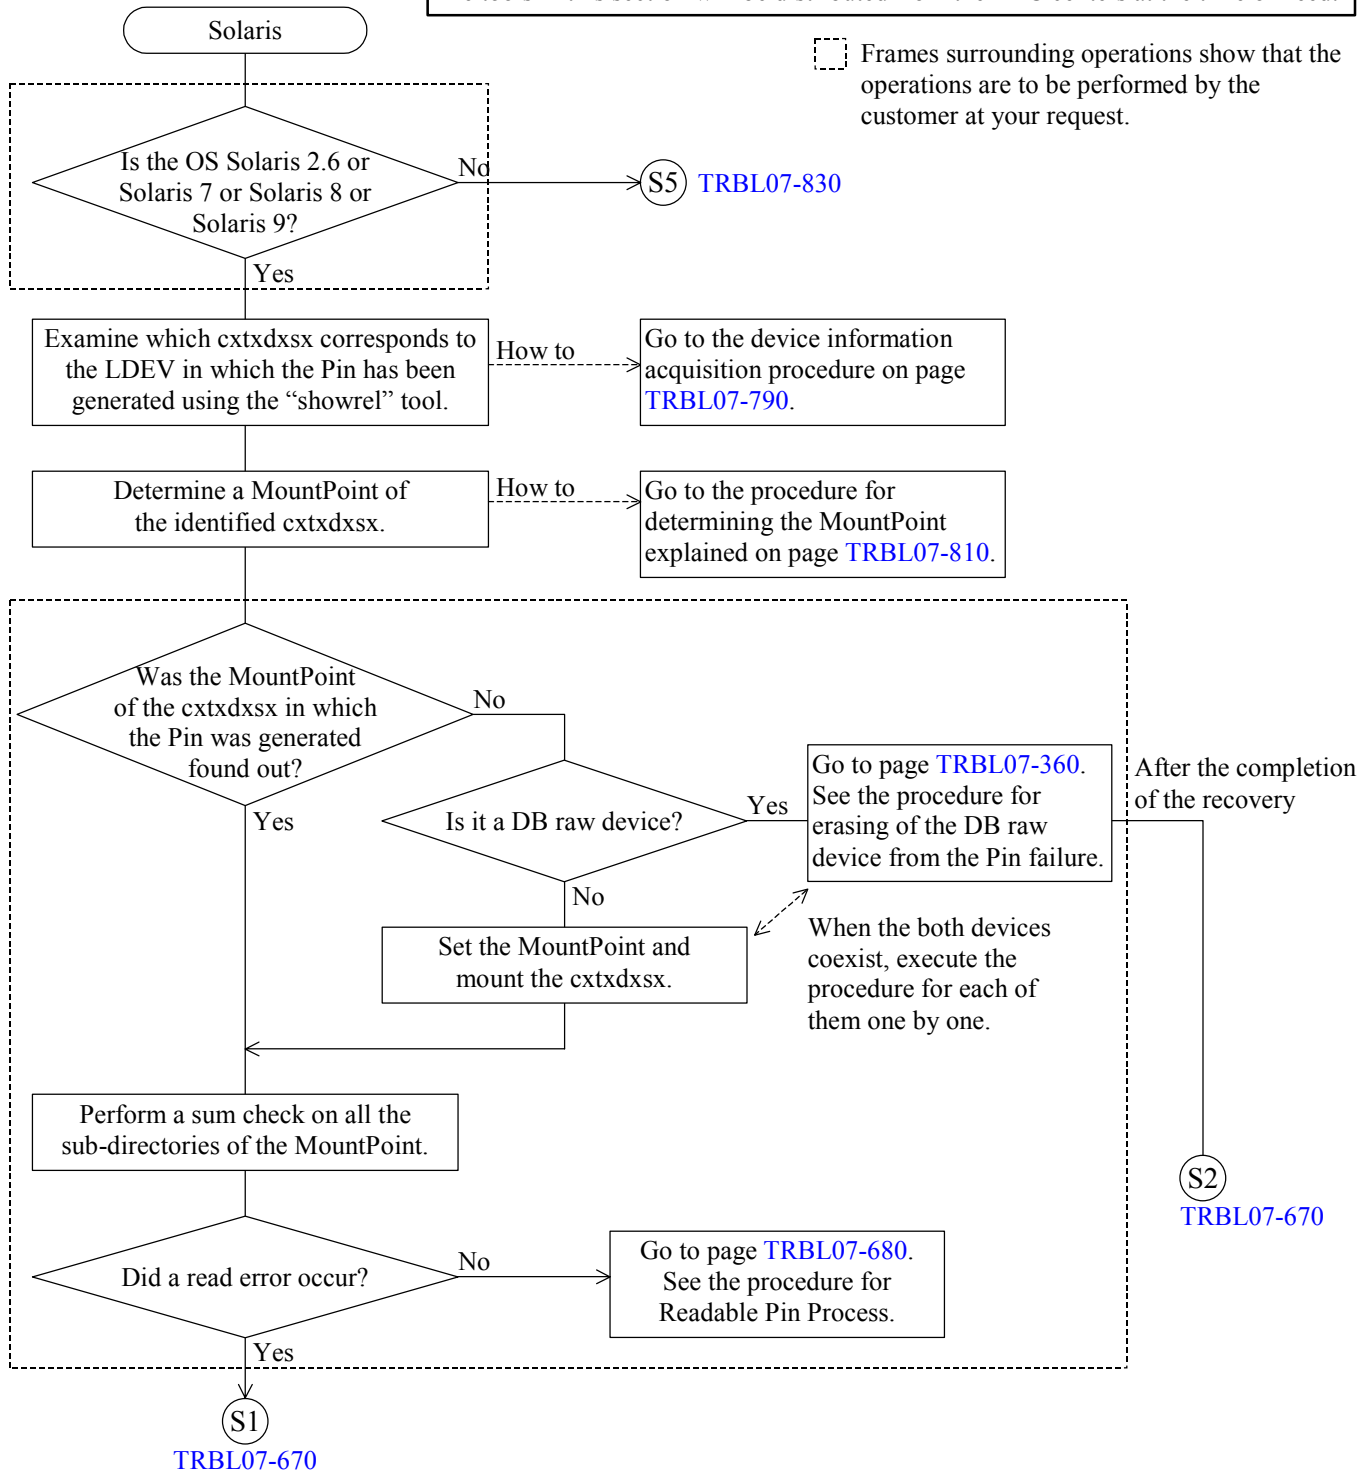 Solaris
Frames surrounding operations show that the
operations are to be performed by the
customer at your request.
Is the OS Solaris 2.6 or
Solaris 7 or Solaris 8 or
Solaris 9?
No
S5
TRBL07-830
Yes
Examine which cxtxdxsx corresponds to
the LDEV in which the Pin has been
generated using the “showrel” tool.
How to
Go to the device information
acquisition procedure on page
TRBL07-790.
Determine a MountPoint of
the identified cxtxdxsx.
How to
Go to the procedure for
determining the MountPoint
explained on page TRBL07-810.
Was the MountPoint
of the cxtxdxsx in which
the Pin was generated
found out?
No
Yes
Is it a DB raw device?
Yes
Go to page TRBL07-360.
See the procedure for
erasing of the DB raw
device from the Pin failure.
After the completion
of the recovery
No
Set the MountPoint and
mount the cxtxdxsx.
When the both devices
coexist, execute the
procedure for each of
them one by one.
Perform a sum check on all the
sub-directories of the MountPoint.
S2
TRBL07-670
Did a read error occur?
No
Go to page TRBL07-680.
See the procedure for
Readable Pin Process.
Yes
S1
TRBL07-670